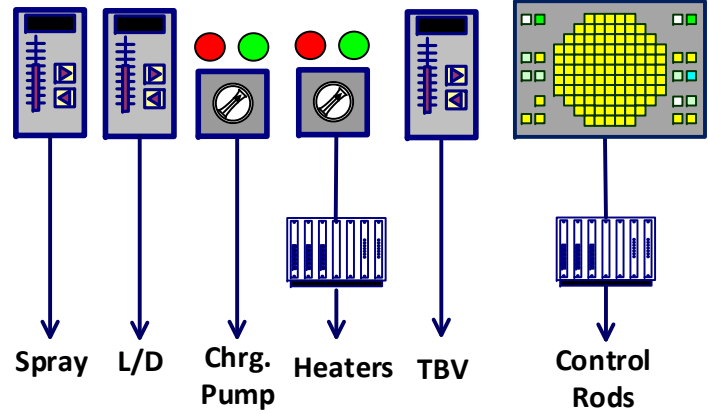 Spray
L/D
Chrg.
Pump
Heaters
TBV
Control
Rods